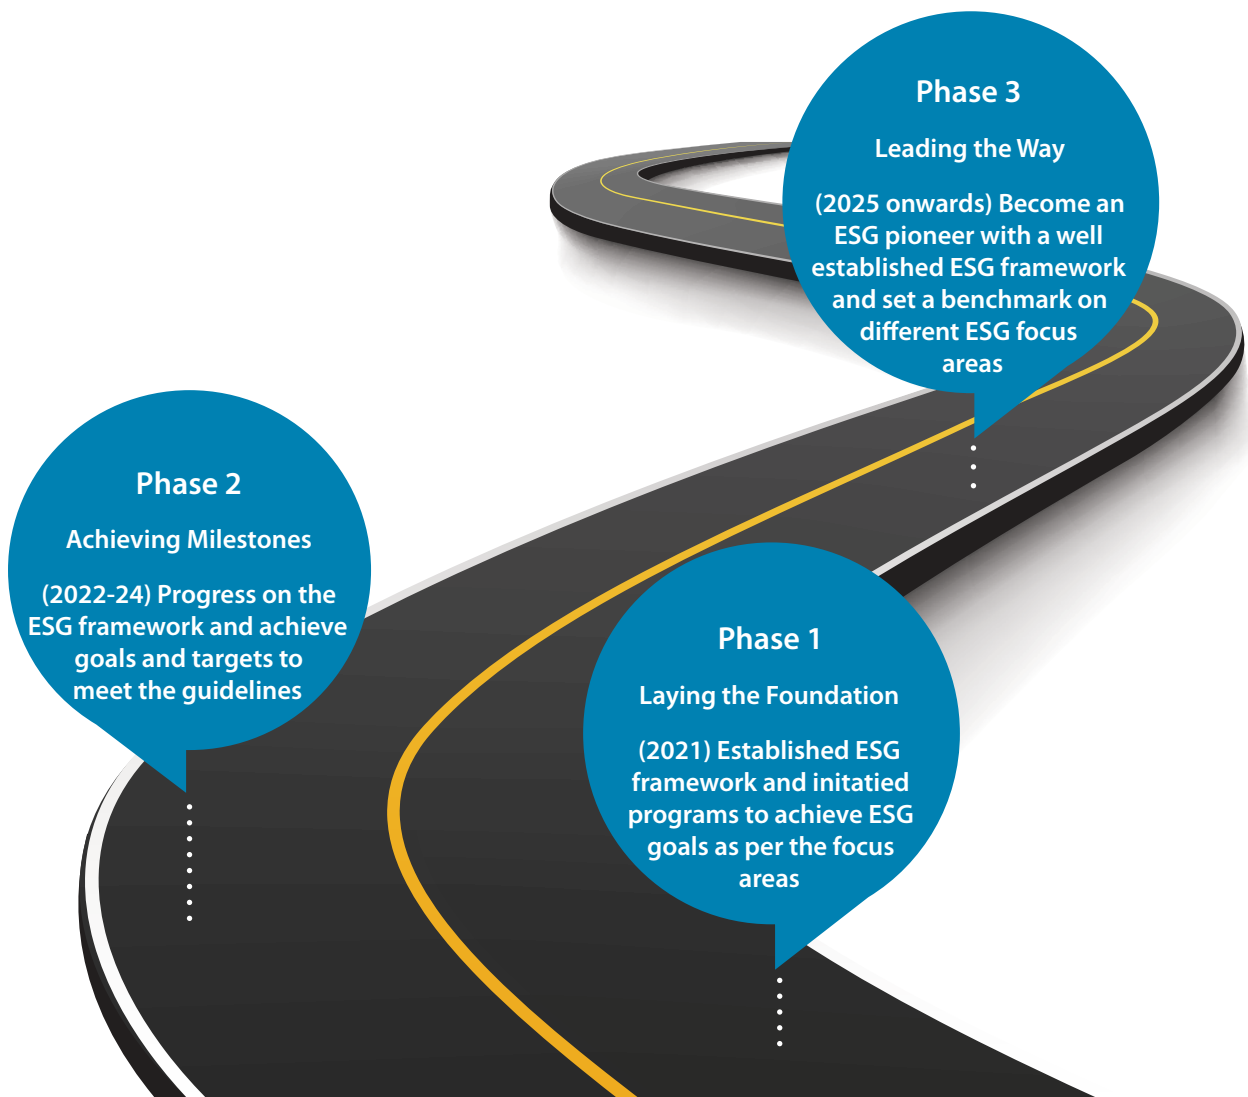 Phase 3
Leading the Way
(2025 onwards) Become an
ESG pioneer with a well
established ESG framework
and set a benchmark on
different ESG focus
areas
Phase 2
Achieving Milestones
(2022-24) Progress on the
ESG framework and achieve
goals and targets to
meet the guidelines
Phase 1
Laying the Foundation
(2021) Established ESG
framework and initatied
programs to achieve ESG
goals as per the focus
areas